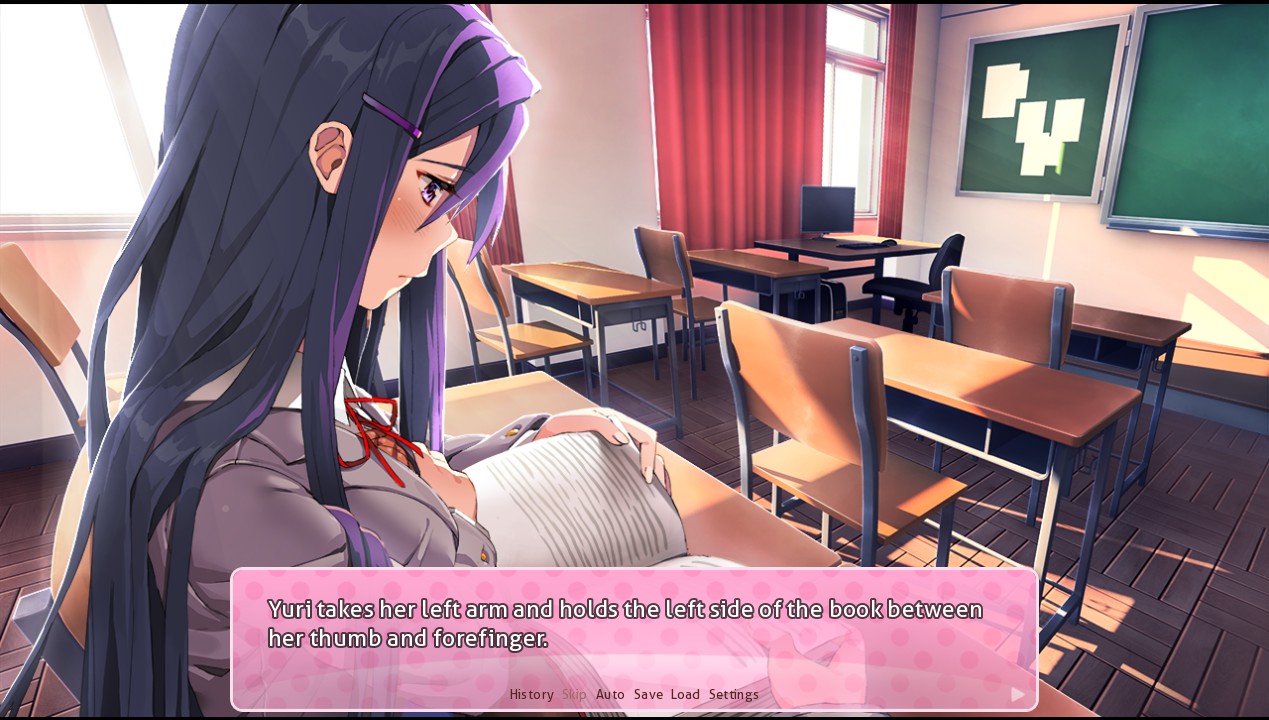 Yuri takes her left arm and holds the left side of the book between
her thumb and forefinger.
History Skip Auto Save Load Settings